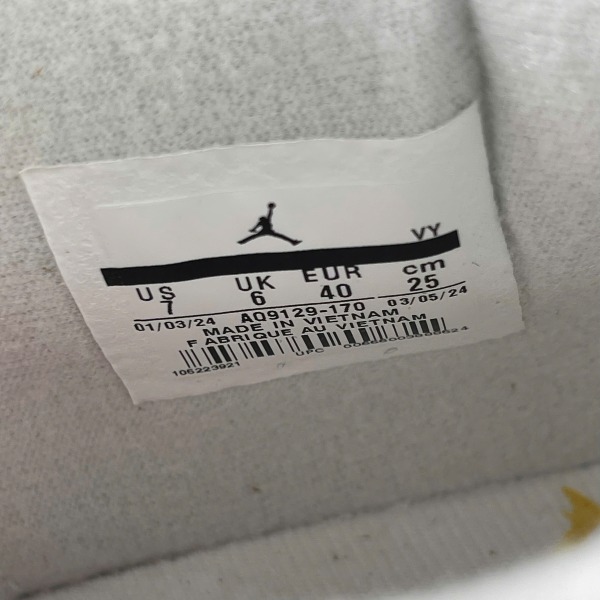 VY
US UK EUR cm
7 6 40 25
01/03/24 AQ9129-170 03/05/24
MADE IN VIETNAM
FABRIQUE AU VIETNAM
106223921 UPC